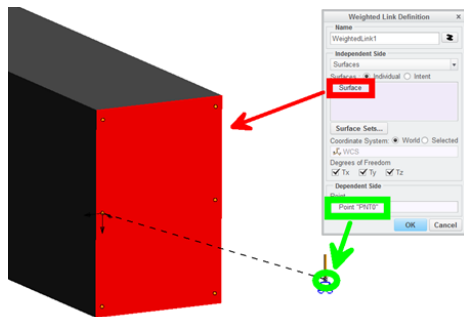 Weighted Link Definition
Name
WeightedLink1
Independent Side
Surfaces
Surfaces: Individual Intent
Surface
Surface Sets...
Coordinate System: World Selected
WCS
Degrees of Freedom
Tx Ty Tz
Dependent Side
Point
Point "PNT0"
OK Cancel